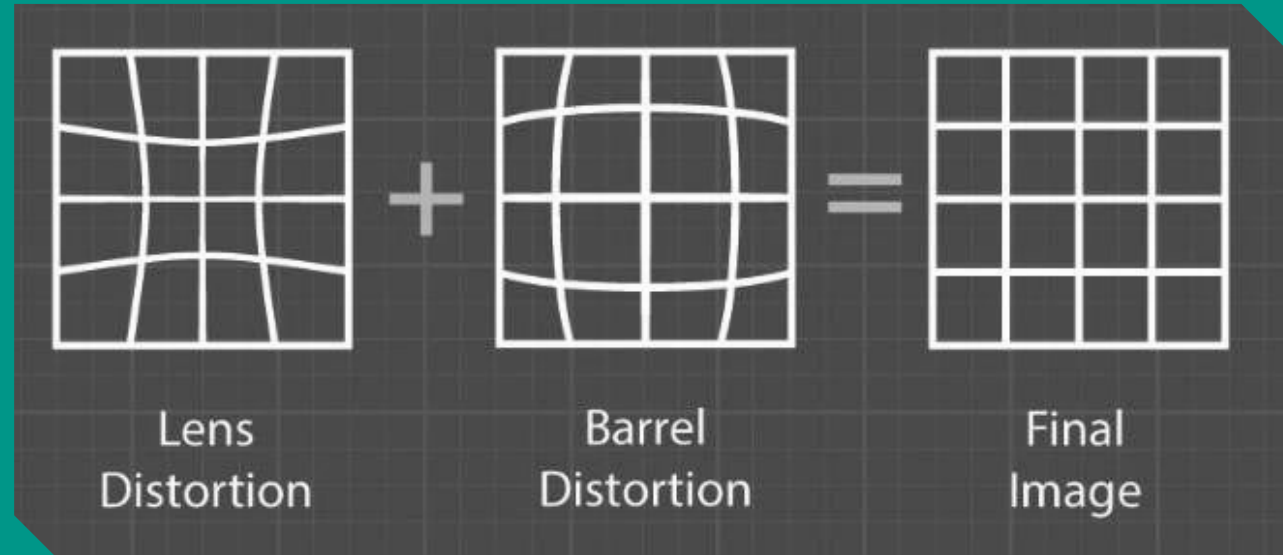 Lens
Distortion
+
Barrel
Distortion
=
Final
Image